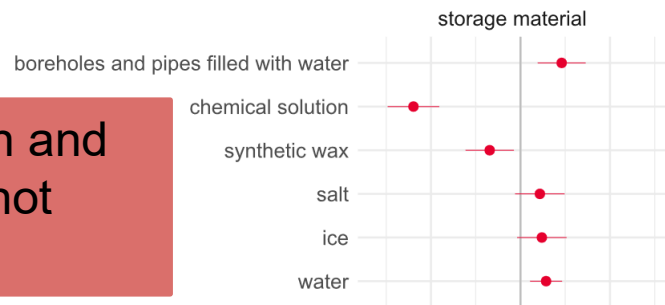 storage material
boreholes and pipes filled with water
chemical solution
and
synthetic wax
not
salt
ice
water